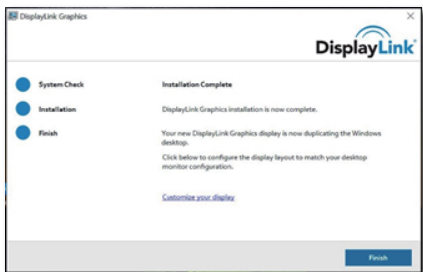 DisplayLink Graphics
DisplayLink
System Check
Installation Complete
Installation
DisplayLink Graphics installation is now complete.
Finish
Your new DisplayLink Graphics display is now duplicating the Windows
desktop.
Click below to configure the display layout to match your desktop
monitor configuration.
Customize your display
Finish